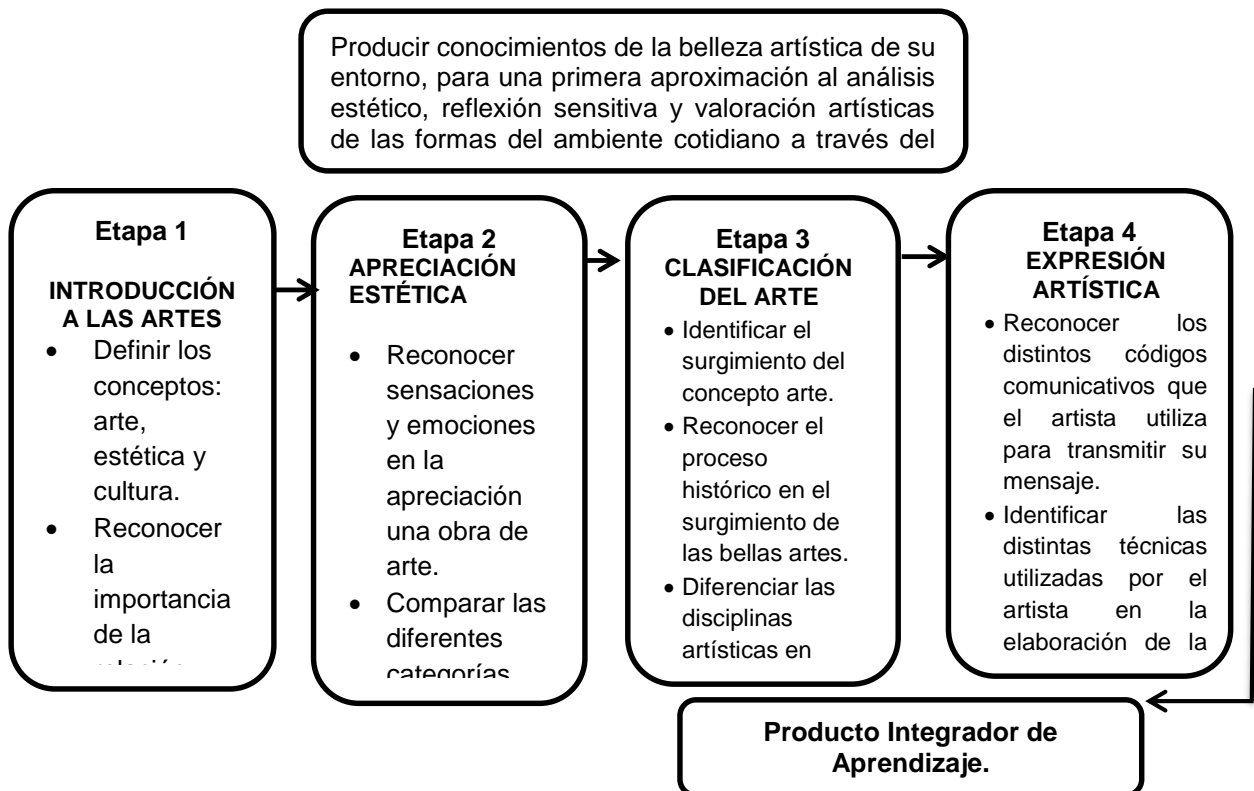 Producir conocimientos de la belleza artística de su
entorno, para una primera aproximación al análisis
estético, reflexión sensitiva y valoración artísticas
de las formas del ambiente cotidiano a través del
Etapa 1
INTRODUCCIÓN
A LAS ARTES
• Definir los
conceptos:
arte,
estética y
cultura.
• Reconocer
la
importancia
de la
relación
Etapa 2
APRECIACIÓN
ESTÉTICA
• Reconocer
sensaciones
y emociones
en la
apreciación
una obra de
arte.
• Comparar las
diferentes
categorías
Etapa 3
CLASIFICACIÓN
DEL ARTE
• Identificar el
surgimiento del
concepto arte.
• Reconocer el
proceso
histórico en el
surgimiento de
las bellas artes.
• Diferenciar las
disciplinas
artísticas en
Etapa 4
EXPRESIÓN
ARTÍSTICA
• Reconocer los
distintos códigos
comunicativos que
el artista utiliza
para transmitir su
mensaje.
• Identificar las
distintas técnicas
utilizadas por el
artista en la
elaboración de la
Producto Integrador de
Aprendizaje.